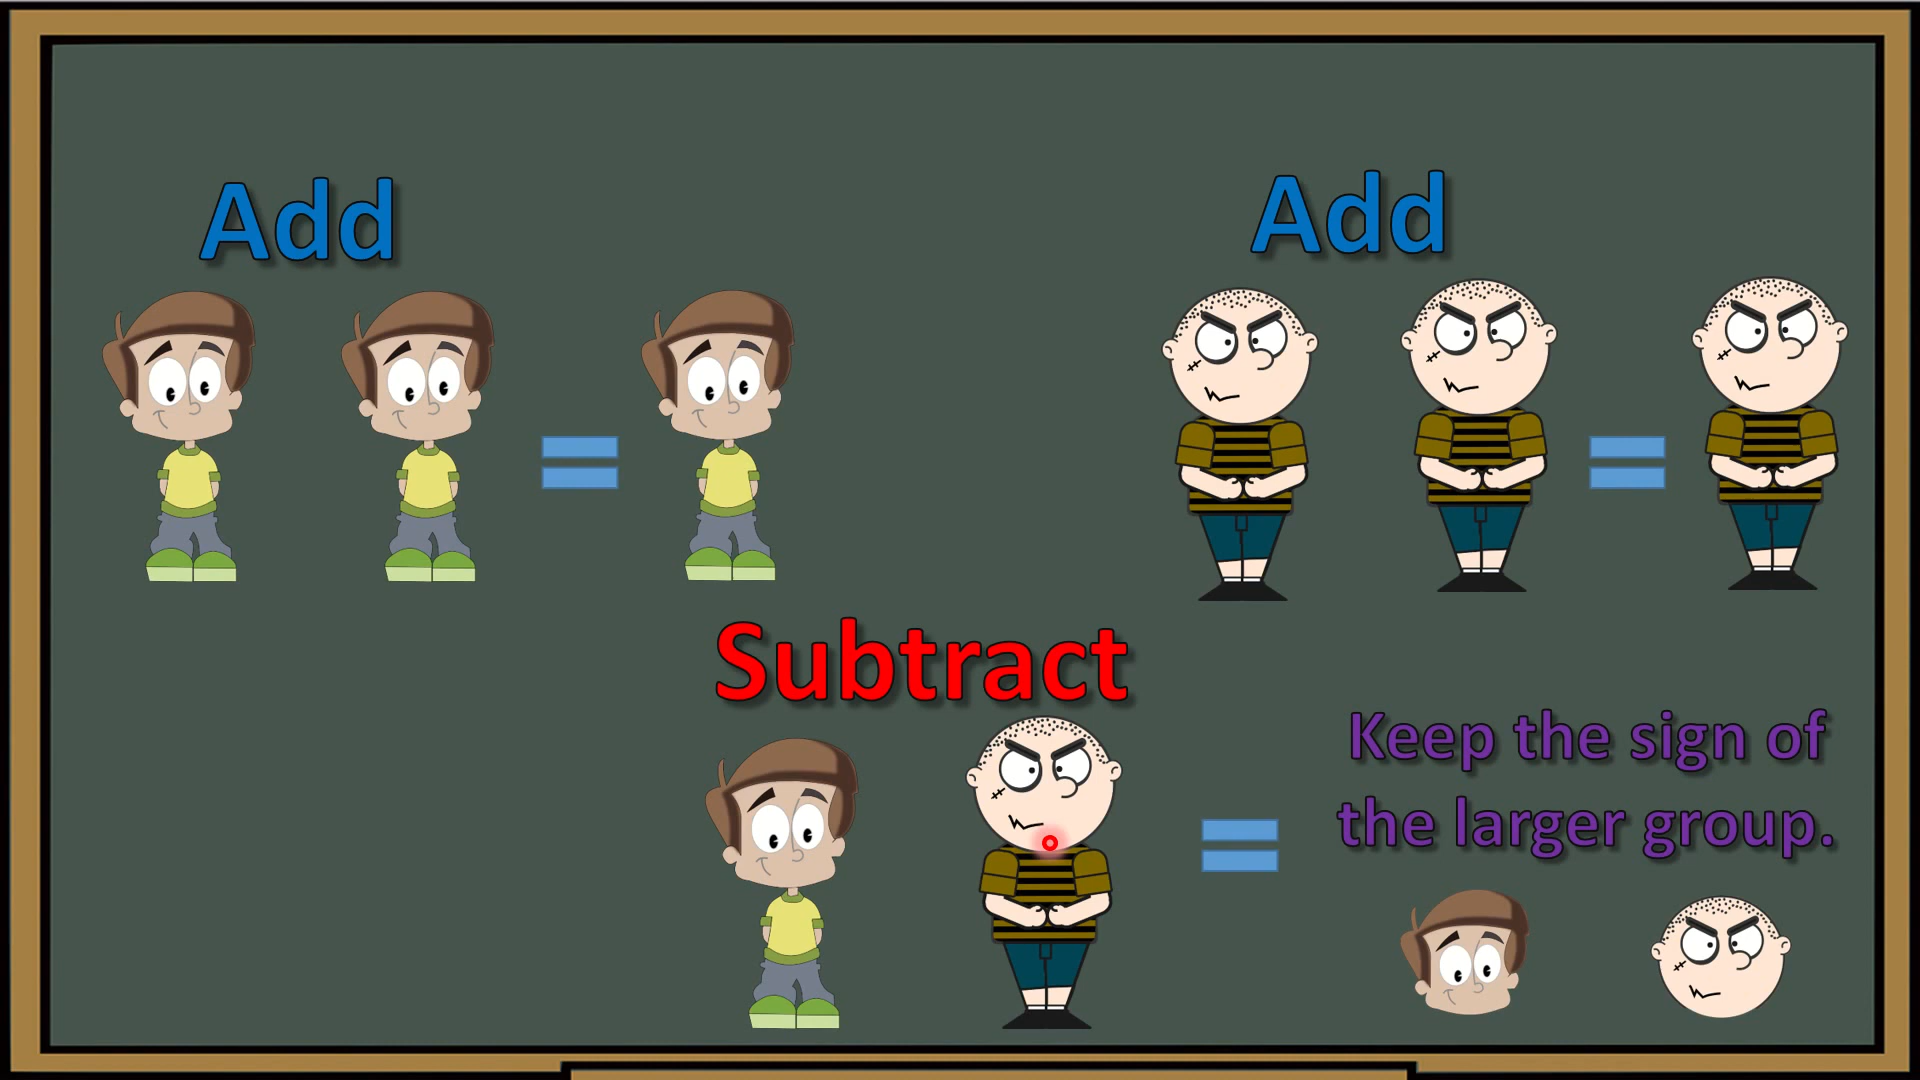 Add
Add
Subtract
Keep the sign of
the larger group.